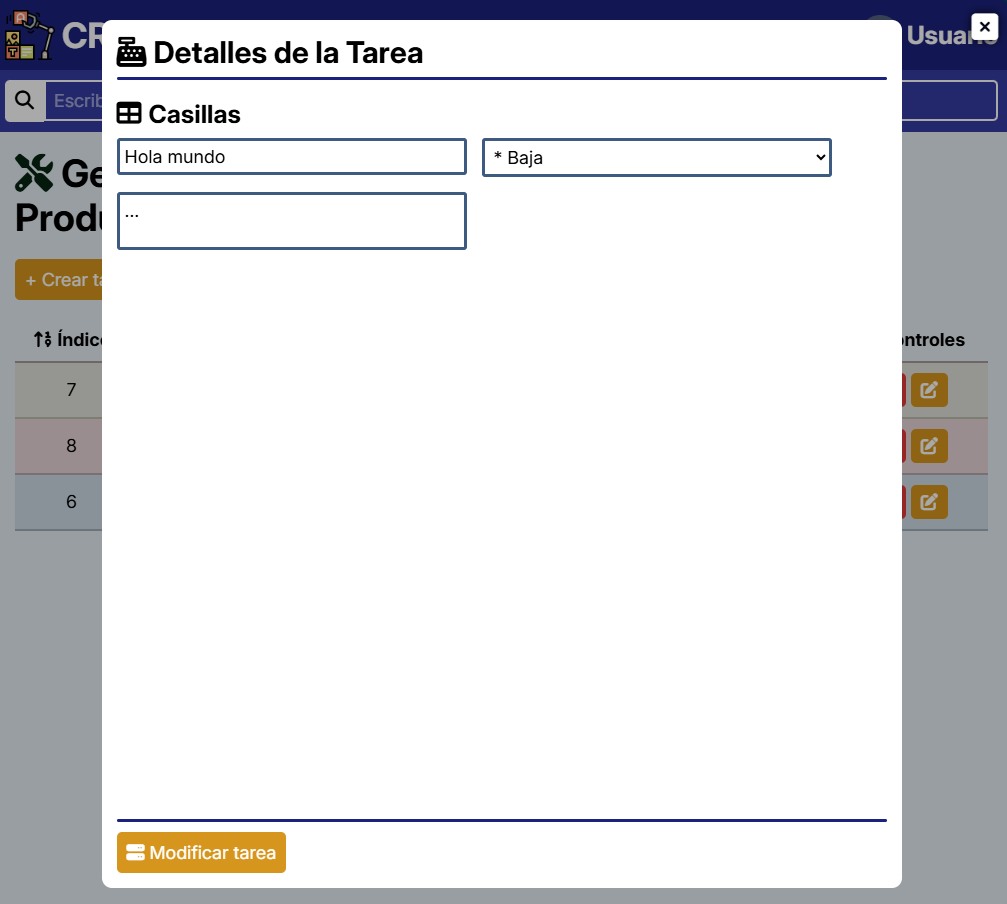 CR
Usuario
Escrib
Ge
Produ
+ Crear ta
Índice
ontroles
7
8
6
Detalles de la Tarea
Casillas
Hola mundo
* Baja
...
Modificar tarea